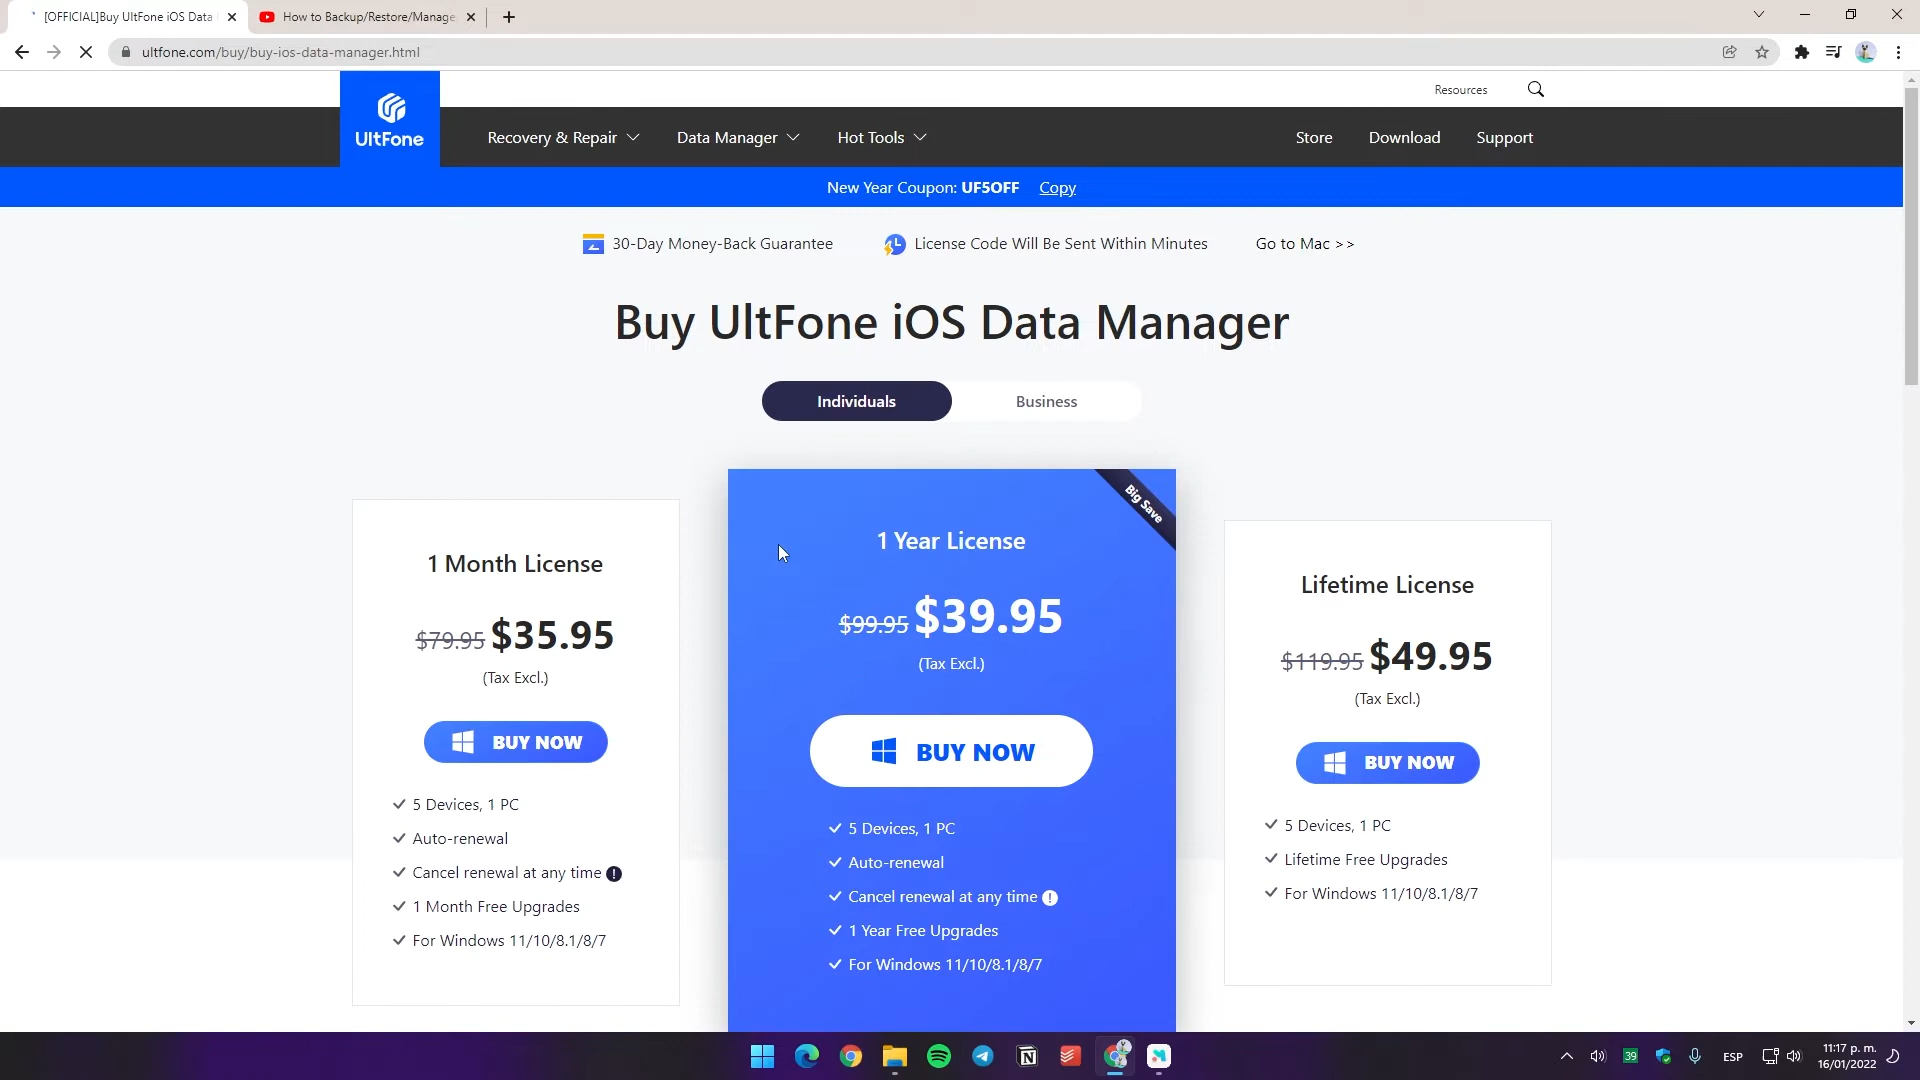 [OFFICIAL]Buy UltFone iOS Data
How to Backup/Restore/Manage
ultfone.com/buy/buy-ios-data-manager.html
Resources
UltFone
Recovery & Repair
Data Manager
Hot Tools
Store
Download
Support
New Year Coupon: UF5OFF Copy
30-Day Money-Back Guarantee
License Code Will Be Sent Within Minutes
Go to Mac >>
Buy UltFone iOS Data Manager
Individuals
Business
1 Month License
$79.95 $35.95
(Tax Excl.)
BUY NOW
5 Devices, 1 PC
Auto-renewal
Cancel renewal at any time
1 Month Free Upgrades
For Windows 11/10/8.1/8/7
Big Save
1 Year License
$99.95 $39.95
(Tax Excl.)
BUY NOW
5 Devices, 1 PC
Auto-renewal
Cancel renewal at any time
1 Year Free Upgrades
For Windows 11/10/8.1/8/7
Lifetime License
$119.95 $49.95
(Tax Excl.)
BUY NOW
5 Devices, 1 PC
Lifetime Free Upgrades
For Windows 11/10/8.1/8/7
39
ESP
11:17 p. m.
16/01/2022